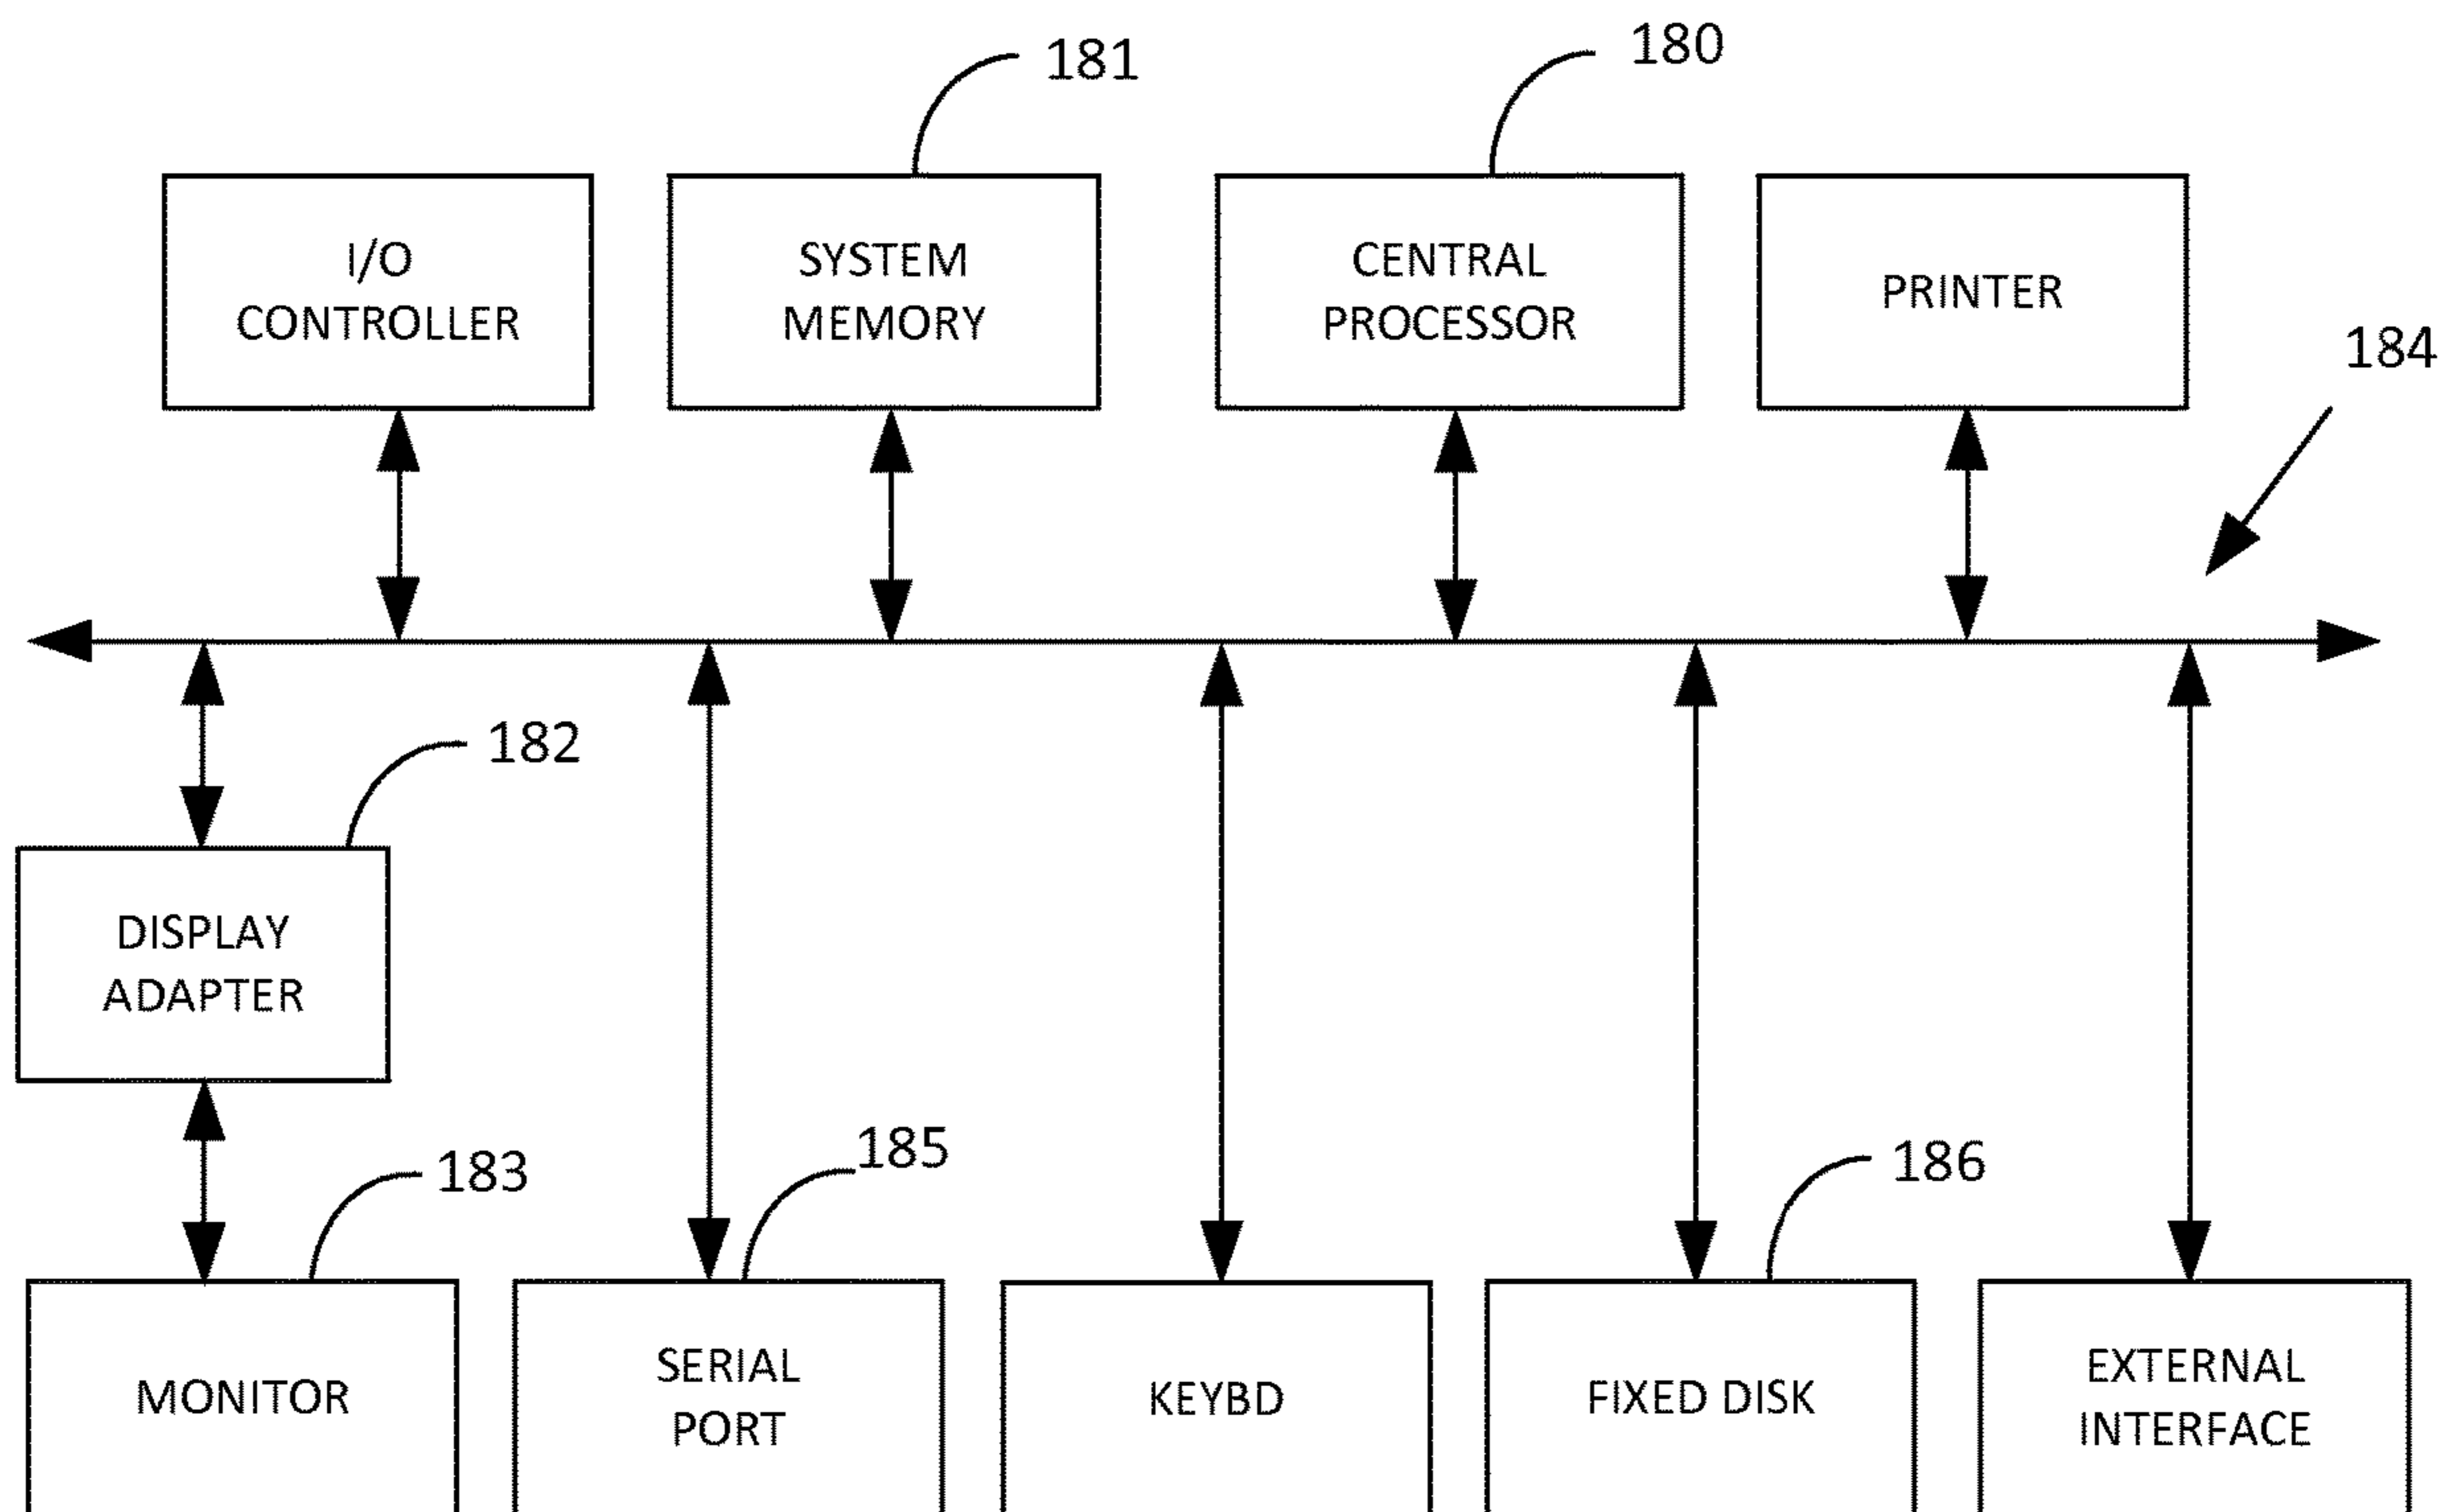 181
180
I/O
CONTROLLER
SYSTEM
MEMORY
CENTRAL
PROCESSOR
PRINTER
184
182
DISPLAY
ADAPTER
183
185
186
MONITOR
SERIAL
PORT
KEYBD
FIXED DISK
EXTERNAL
INTERFACE